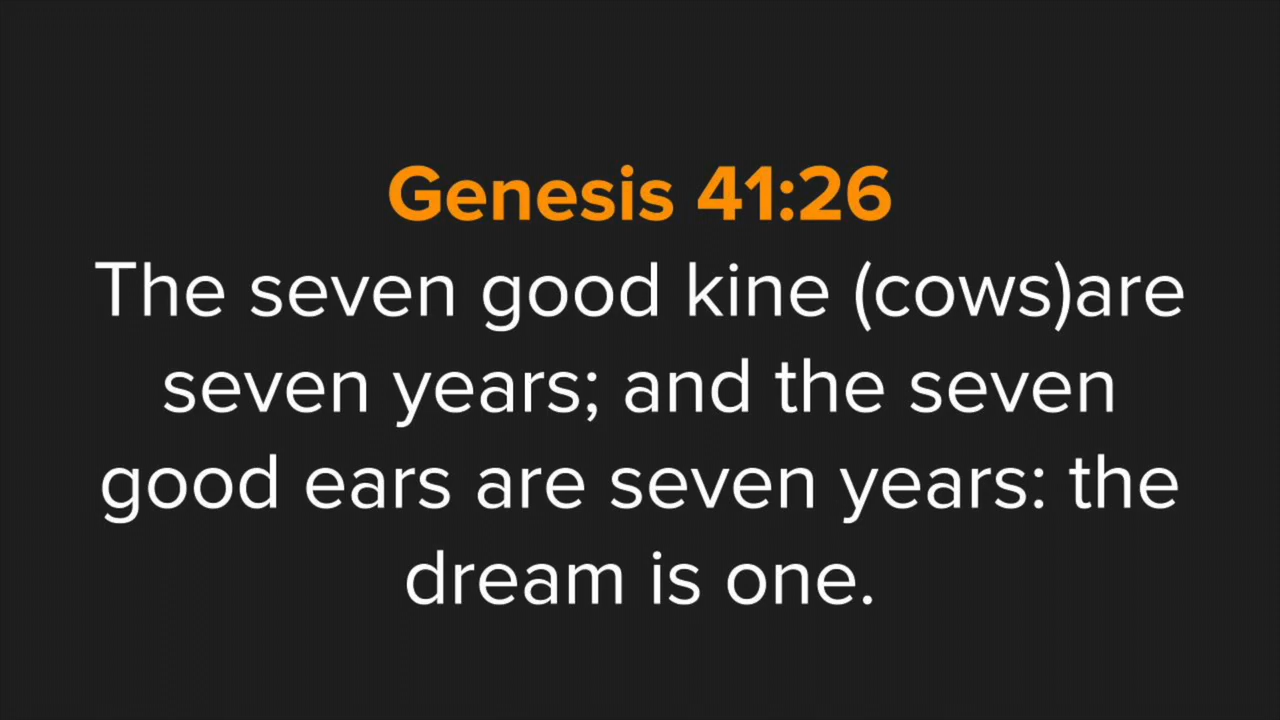 Genesis 41:26
The seven good kine (cows)are
seven years; and the seven
good ears are seven years: the
dream is one.